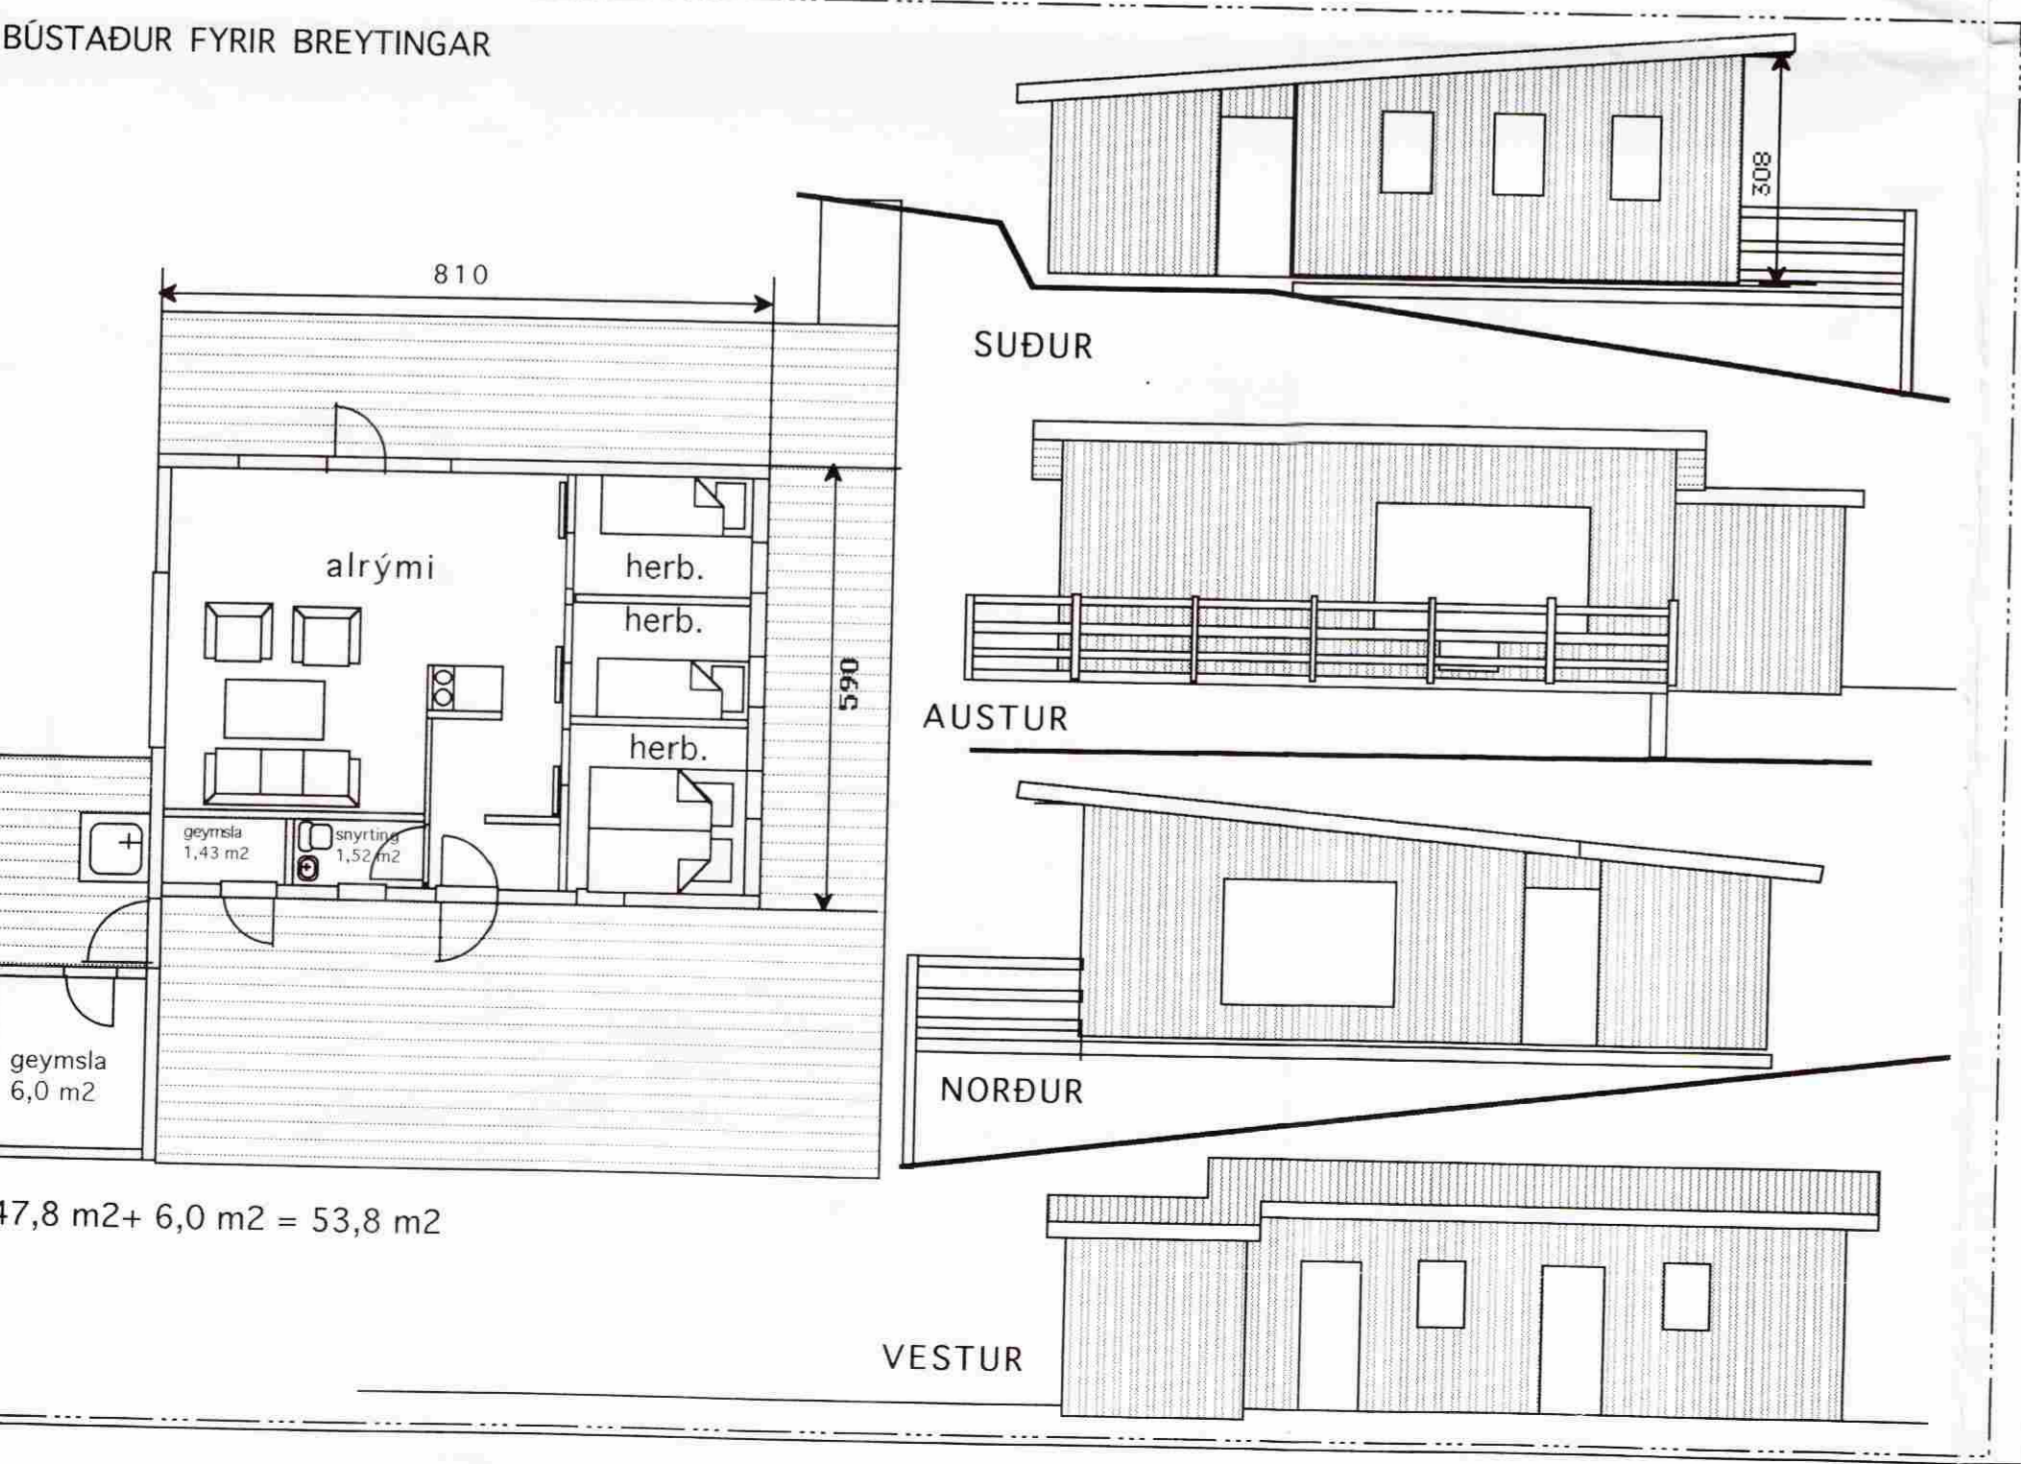 BÚSTAÐUR FYRIR BREYTINGAR
308
SUÐUR
810
alrými
herb.
herb.
herb.
590
geymsla
1,43 m2
snyrting
1,52 m2
geymsla
6,0 m2
47,8 m2+ 6,0 m2 = 53,8 m2
AUSTUR
NORÐUR
VESTUR